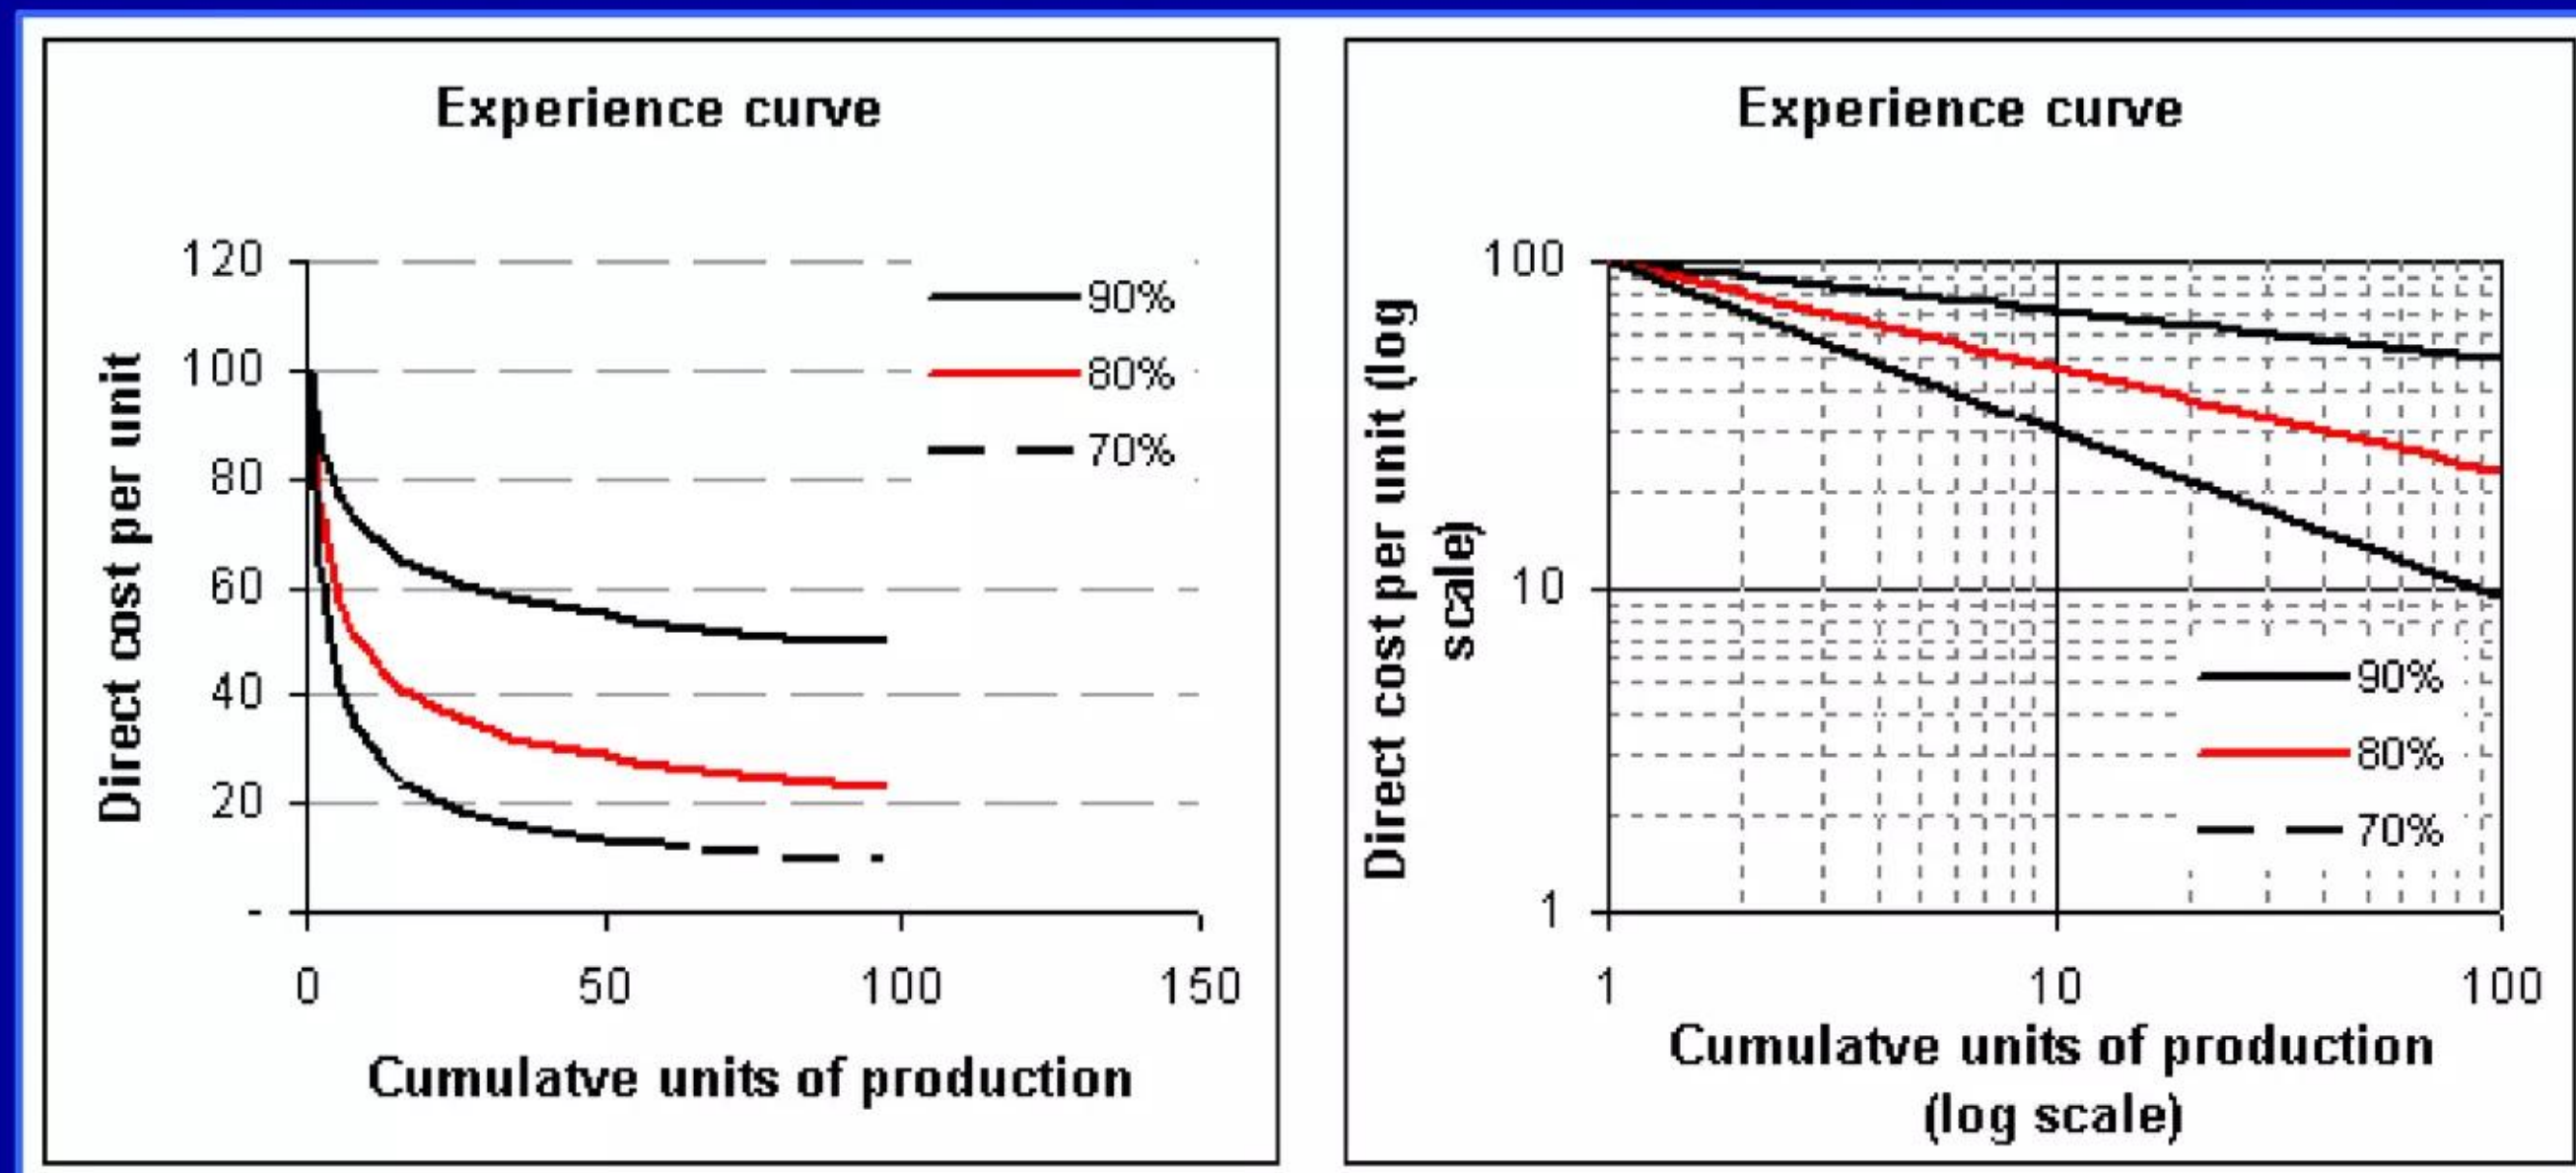 Experience curve
Direct cost per unit
120
100
80
60
40
20
-
0 50 100 150
Cumulatve units of production
90%
80%
70%
Experience curve
Direct cost per unit (log
scale)
100
10
1
1 10 100
Cumulatve units of production
(log scale)
90%
80%
70%